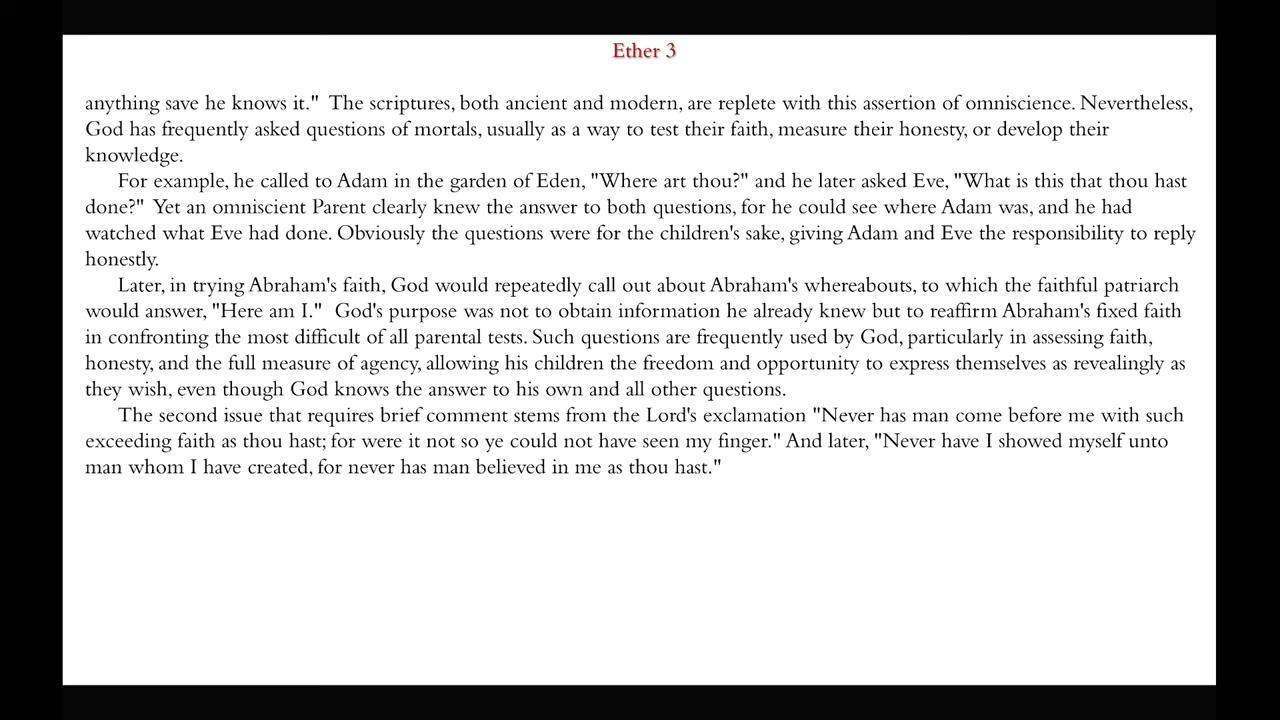 Ether 3
anything save he knows it."  The scriptures, both ancient and modern, are replete with this assertion of omniscience. Nevertheless,
God has frequently asked questions of mortals, usually as a way to test their faith, measure their honesty, or develop their
knowledge.
For example, he called to Adam in the garden of Eden, "Where art thou?" and he later asked Eve, "What is this that thou hast
done?"  Yet an omniscient Parent clearly knew the answer to both questions, for he could see where Adam was, and he had
watched what Eve had done. Obviously the questions were for the children's sake, giving Adam and Eve the responsibility to reply
honestly.
Later, in trying Abraham's faith, God would repeatedly call out about Abraham's whereabouts, to which the faithful patriarch
would answer, "Here am I."  God's purpose was not to obtain information he already knew but to reaffirm Abraham's fixed faith
in confronting the most difficult of all parental tests. Such questions are frequently used by God, particularly in assessing faith,
honesty, and the full measure of agency, allowing his children the freedom and opportunity to express themselves as revealingly as
they wish, even though God knows the answer to his own and all other questions.
The second issue that requires brief comment stems from the Lord's exclamation "Never has man come before me with such
exceeding faith as thou hast; for were it not so ye could not have seen my finger." And later, "Never have I showed myself unto
man whom I have created, for never has man believed in me as thou hast."